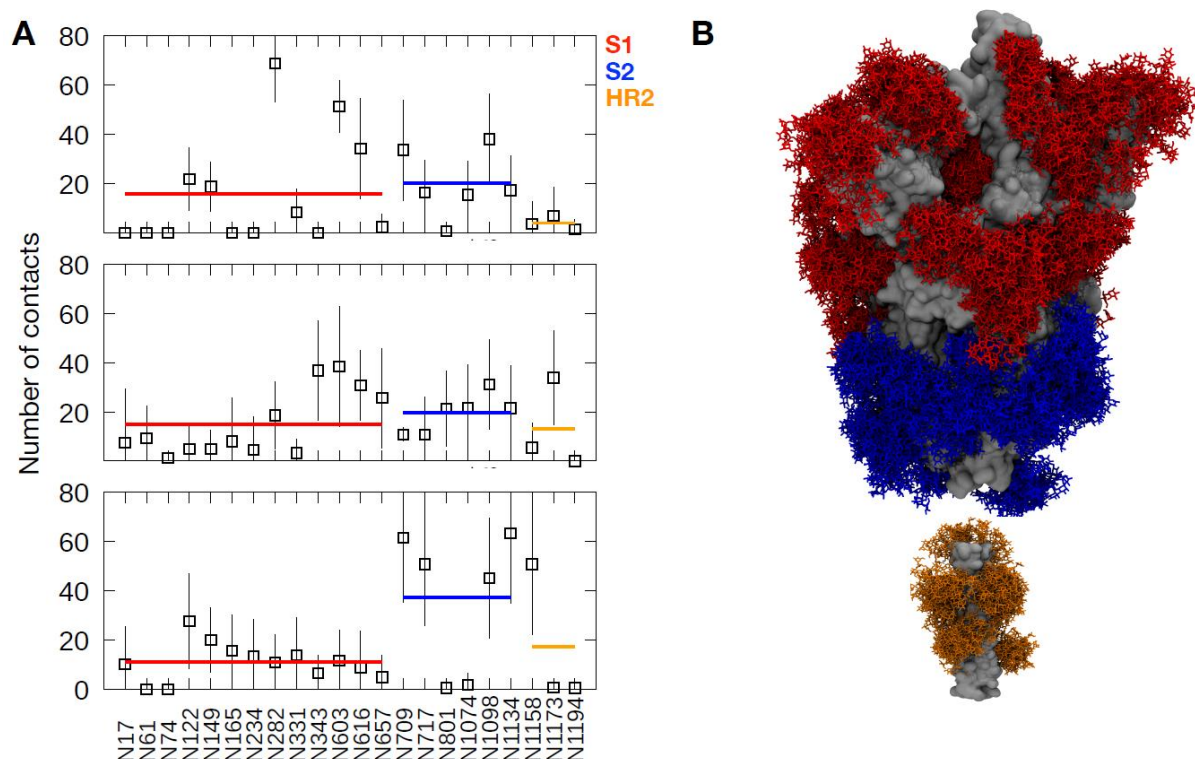 A
B
S1
S2
HR2
Number of contacts
80
60
40
20
80
60
40
20
80
60
40
20
0
N17
N61
N74
N122
N149
N165
N234
N282
N331
N343
N603
N616
N657
N709
N717
N801
N1074
N1098
N1134
N1158
N1173
N1194